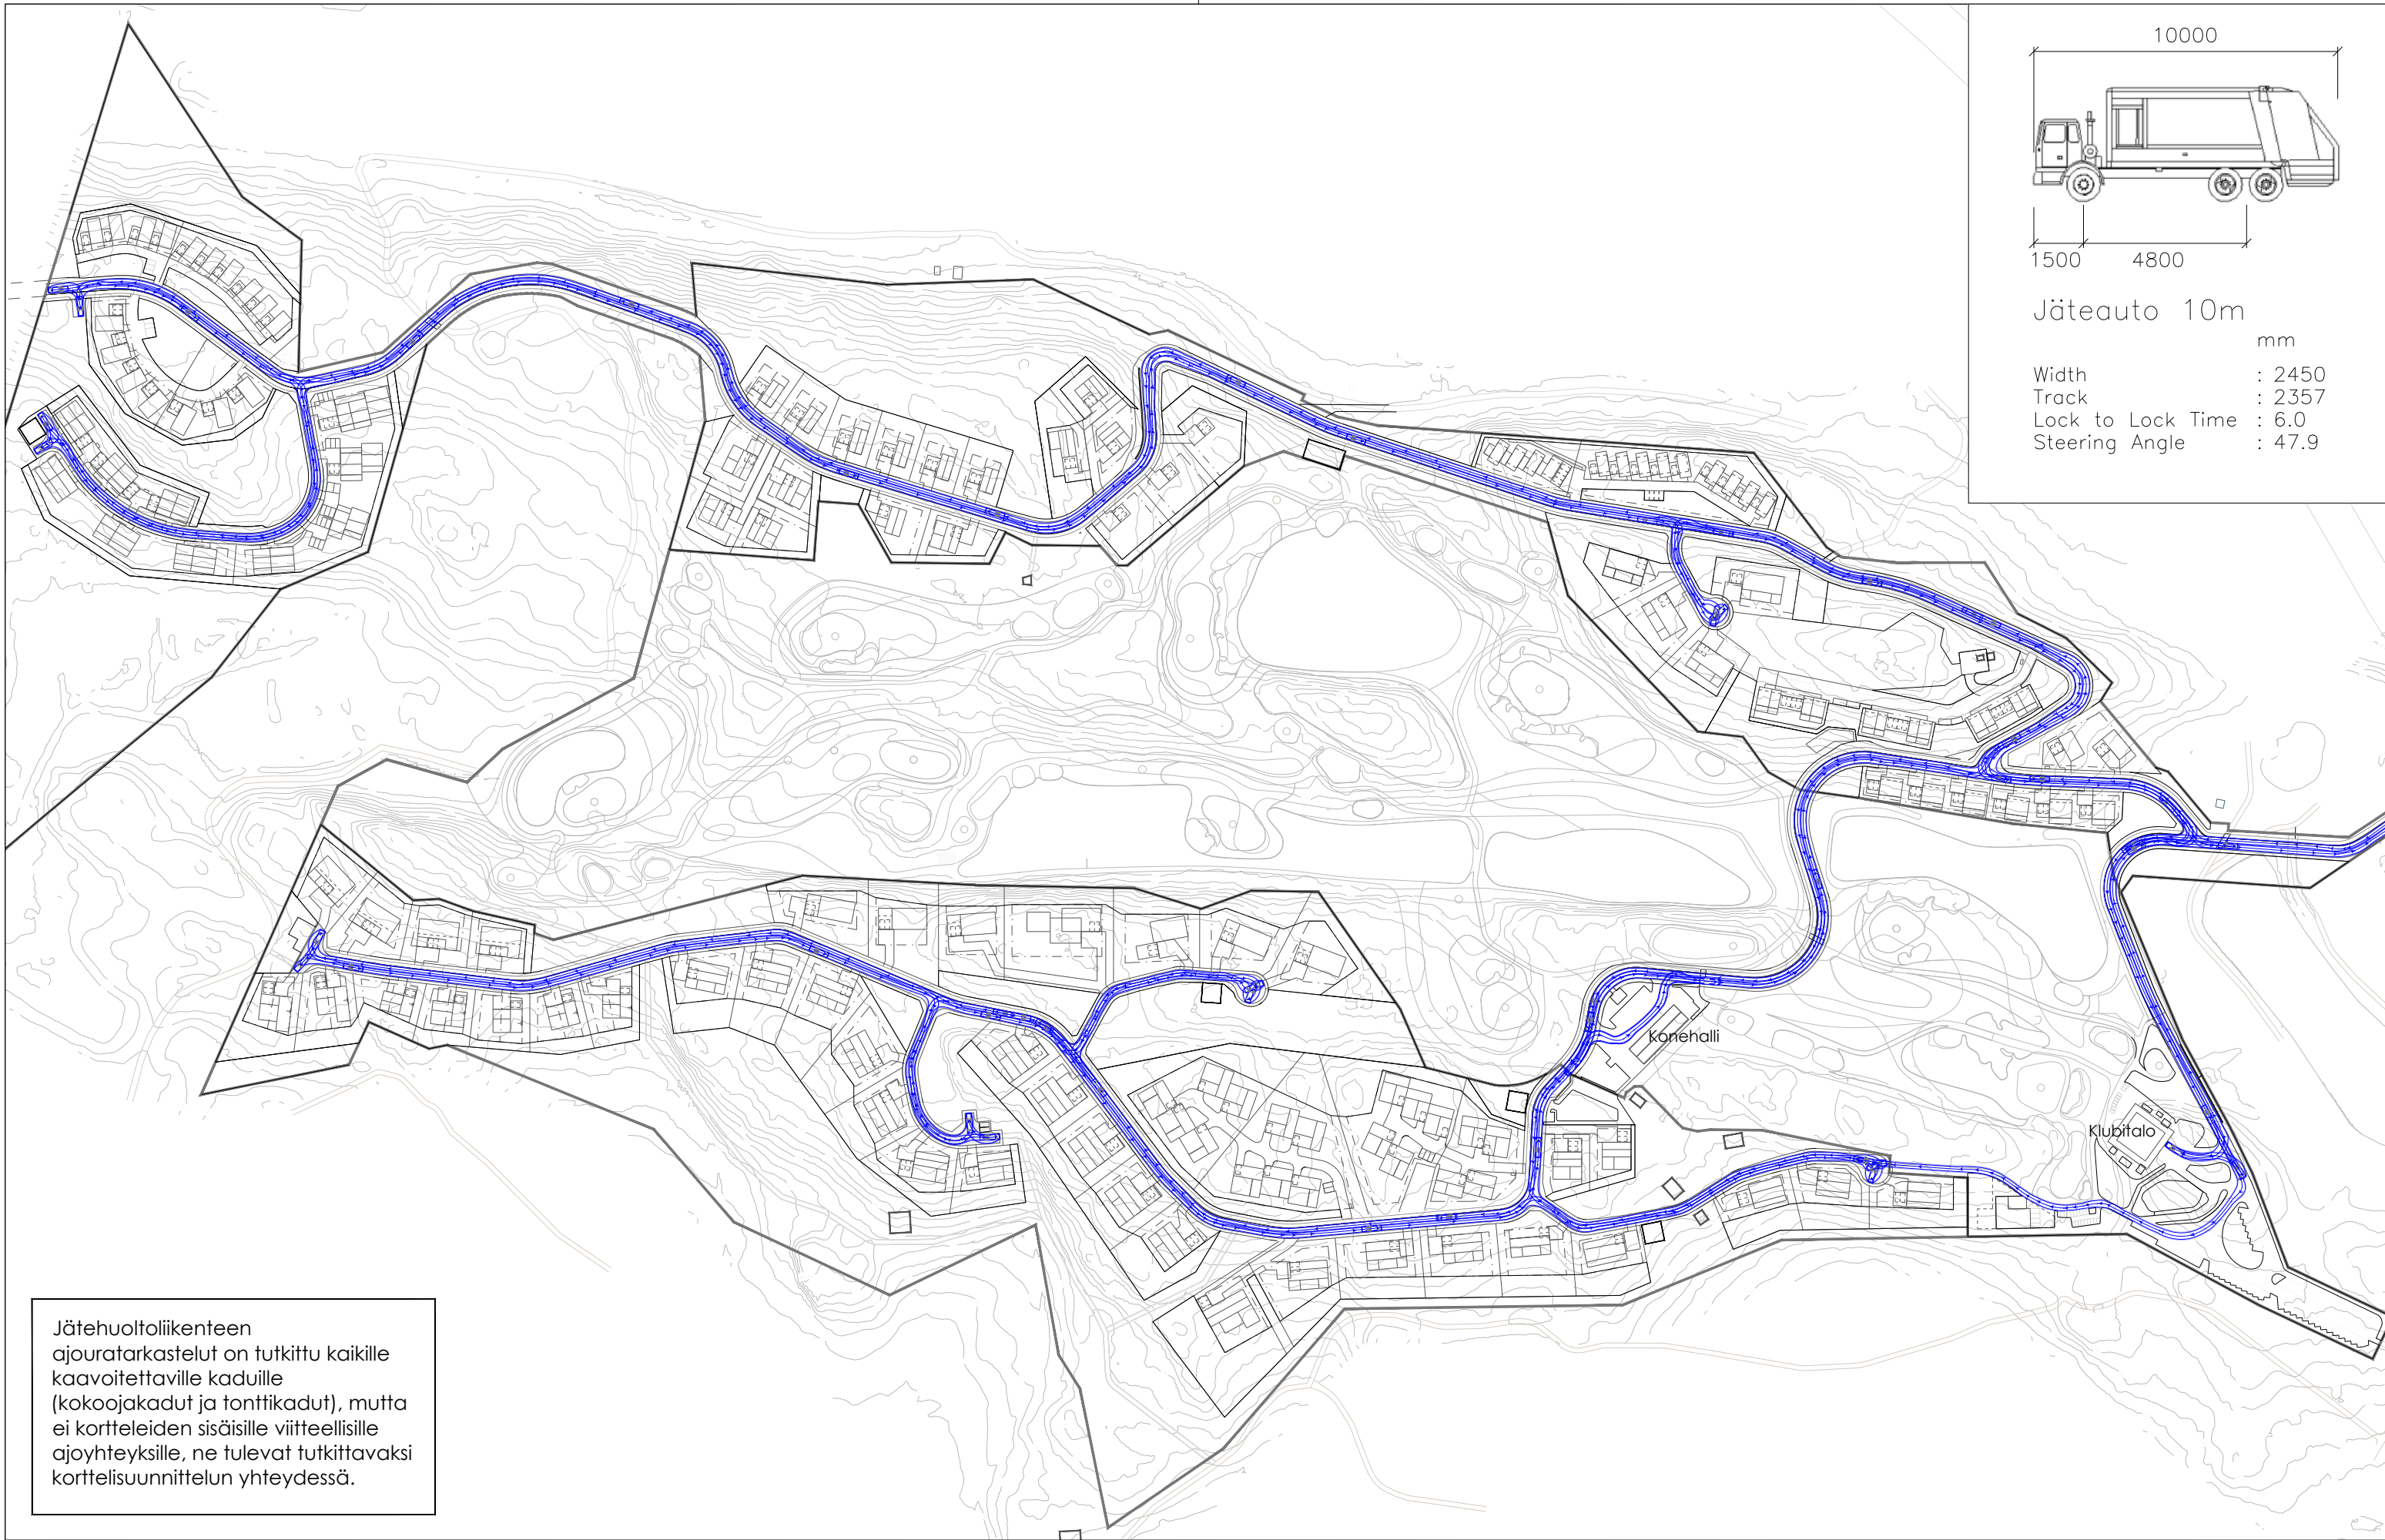 10000
1500 4800
Jäteauto 10m
mm
Width : 2450
Track : 2357
Lock to Lock Time : 6.0
Steering Angle : 47.9
Konehalli
Klubitalo
Jätehuoltoliikenteen
ajouratarkastelut on tutkittu kaikille
kaavoitettaville kaduille
(kokoojakadut ja tonttikadut), mutta
ei kortteleiden sisäisille viitteellisille
ajoyhteyksille, ne tulevat tutkittavaksi
korttelisuunnittelun yhteydessä.